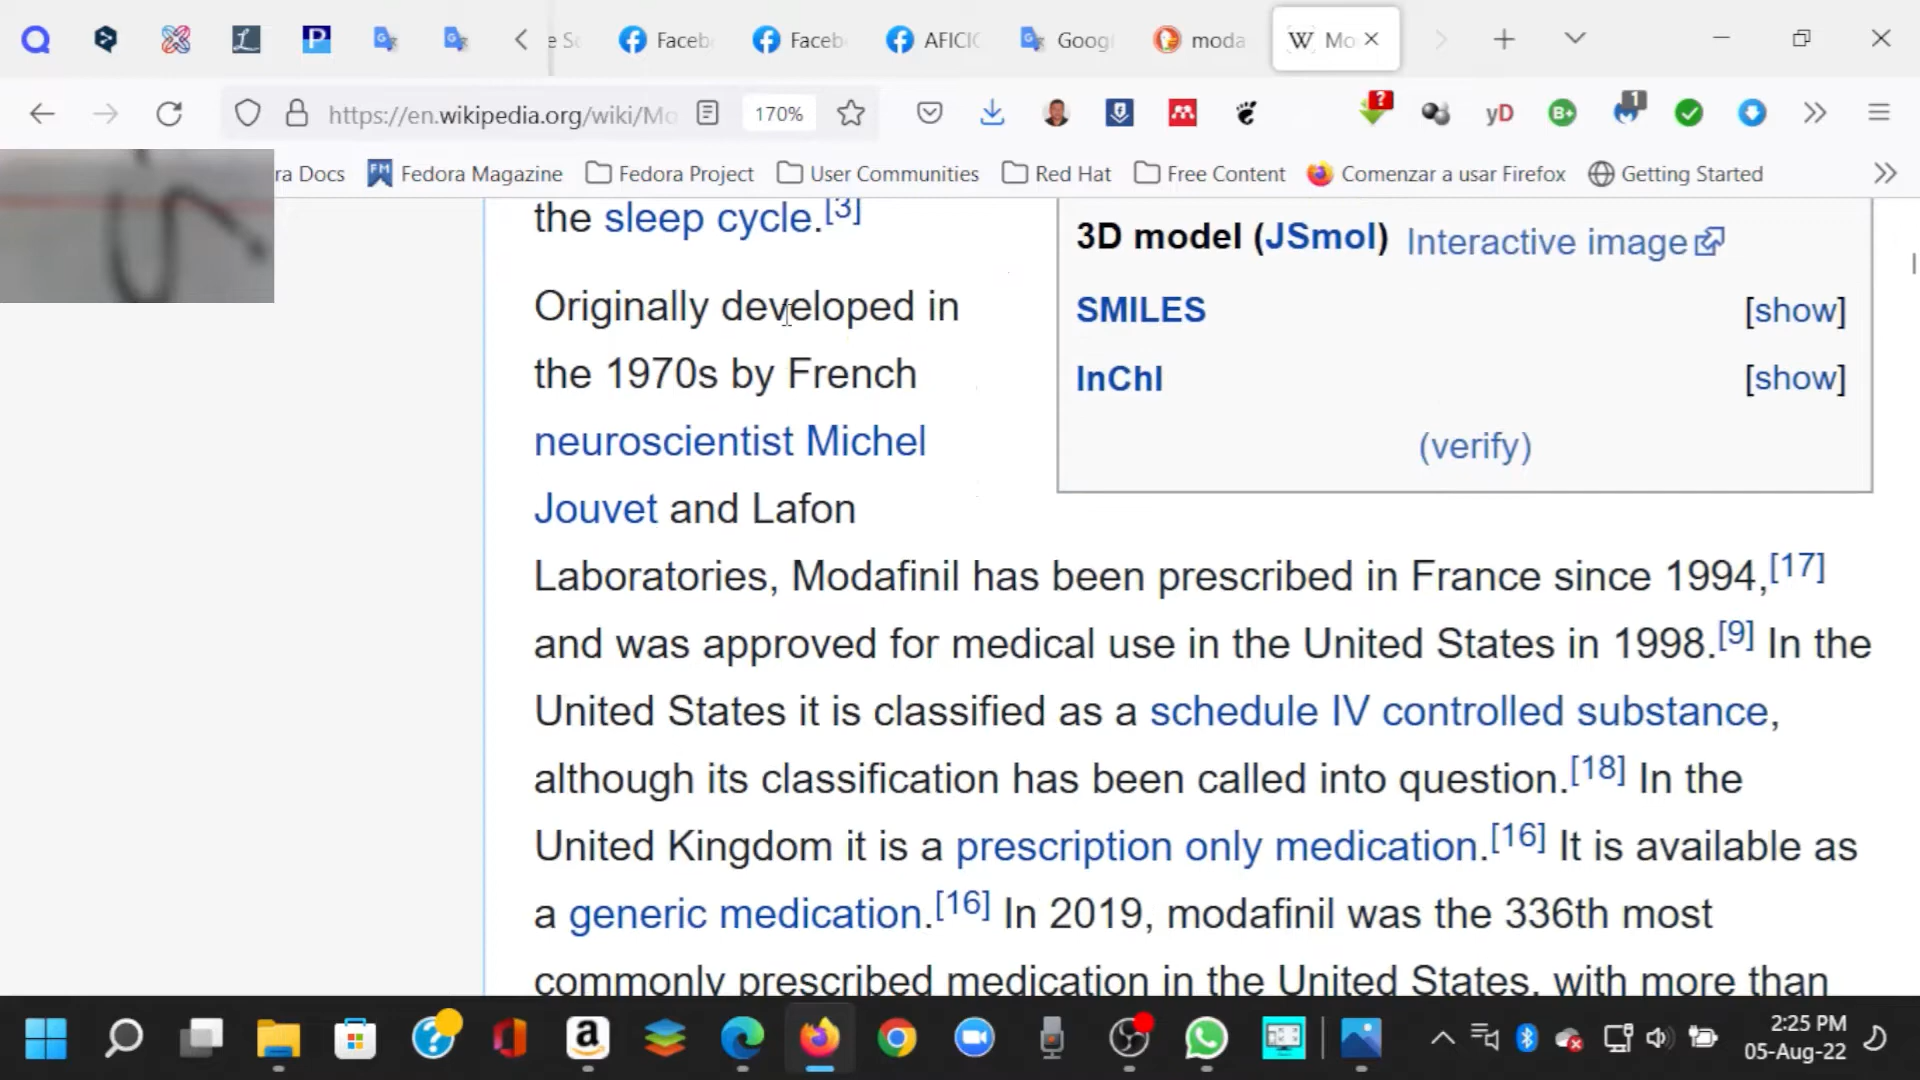 e Se
Faceb
Faceb
AFICIO
Googl
moda
Mo
https://en.wikipedia.org/wiki/Mo
170%
?
yD
B+
1
ra Docs
FM
Fedora Magazine
Fedora Project
User Communities
Red Hat
Free Content
Comenzar a usar Firefox
Getting Started
the sleep cycle.[3]
Originally developed in
the 1970s by French
neuroscientist Michel
Jouvet and Lafon
Laboratories, Modafinil has been prescribed in France since 1994,[17]
and was approved for medical use in the United States in 1998.[9] In the
United States it is classified as a schedule IV controlled substance,
although its classification has been called into question.[18] In the
United Kingdom it is a prescription only medication.[16] It is available as
a generic medication.[16] In 2019, modafinil was the 336th most
commonly prescribed medication in the United States, with more than
3D model (JSmol) Interactive image
SMILES [show]
InChI [show]
(verify)
2:25 PM
05-Aug-22